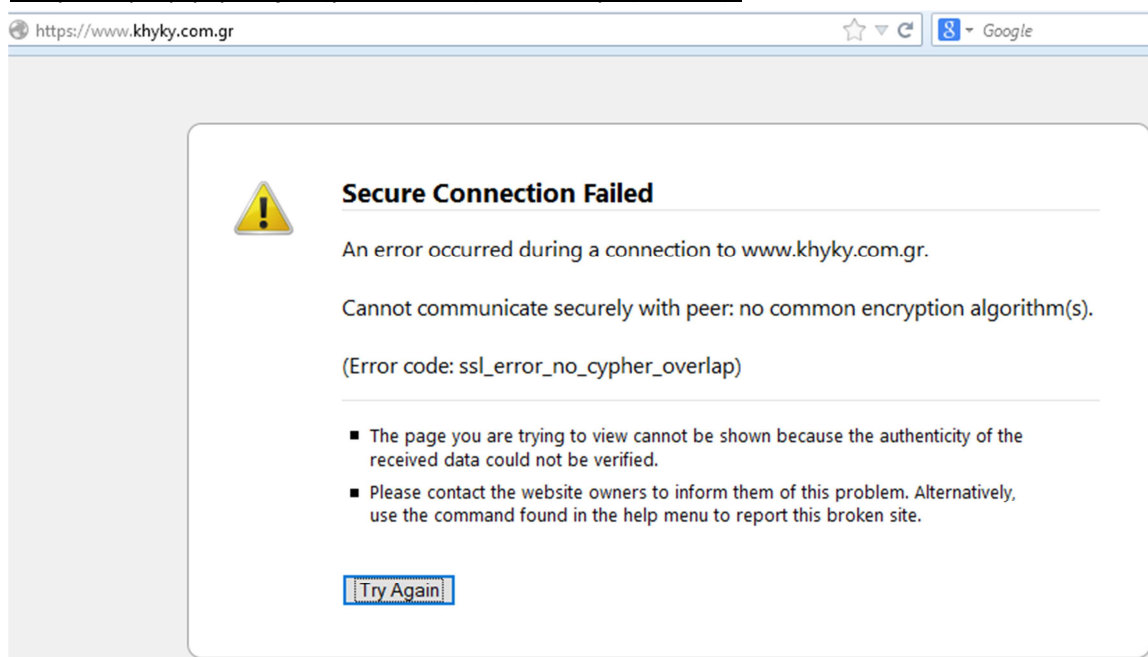 https://www.khyky.com.gr
8 Google
Secure Connection Failed
An error occurred during a connection to www.khyky.com.gr.
Cannot communicate securely with peer: no common encryption algorithm(s).
(Error code: ssl_error_no_cypher_overlap)
The page you are trying to view cannot be shown because the authenticity of the
received data could not be verified.
Please contact the website owners to inform them of this problem. Alternatively,
use the command found in the help menu to report this broken site.
Try Again